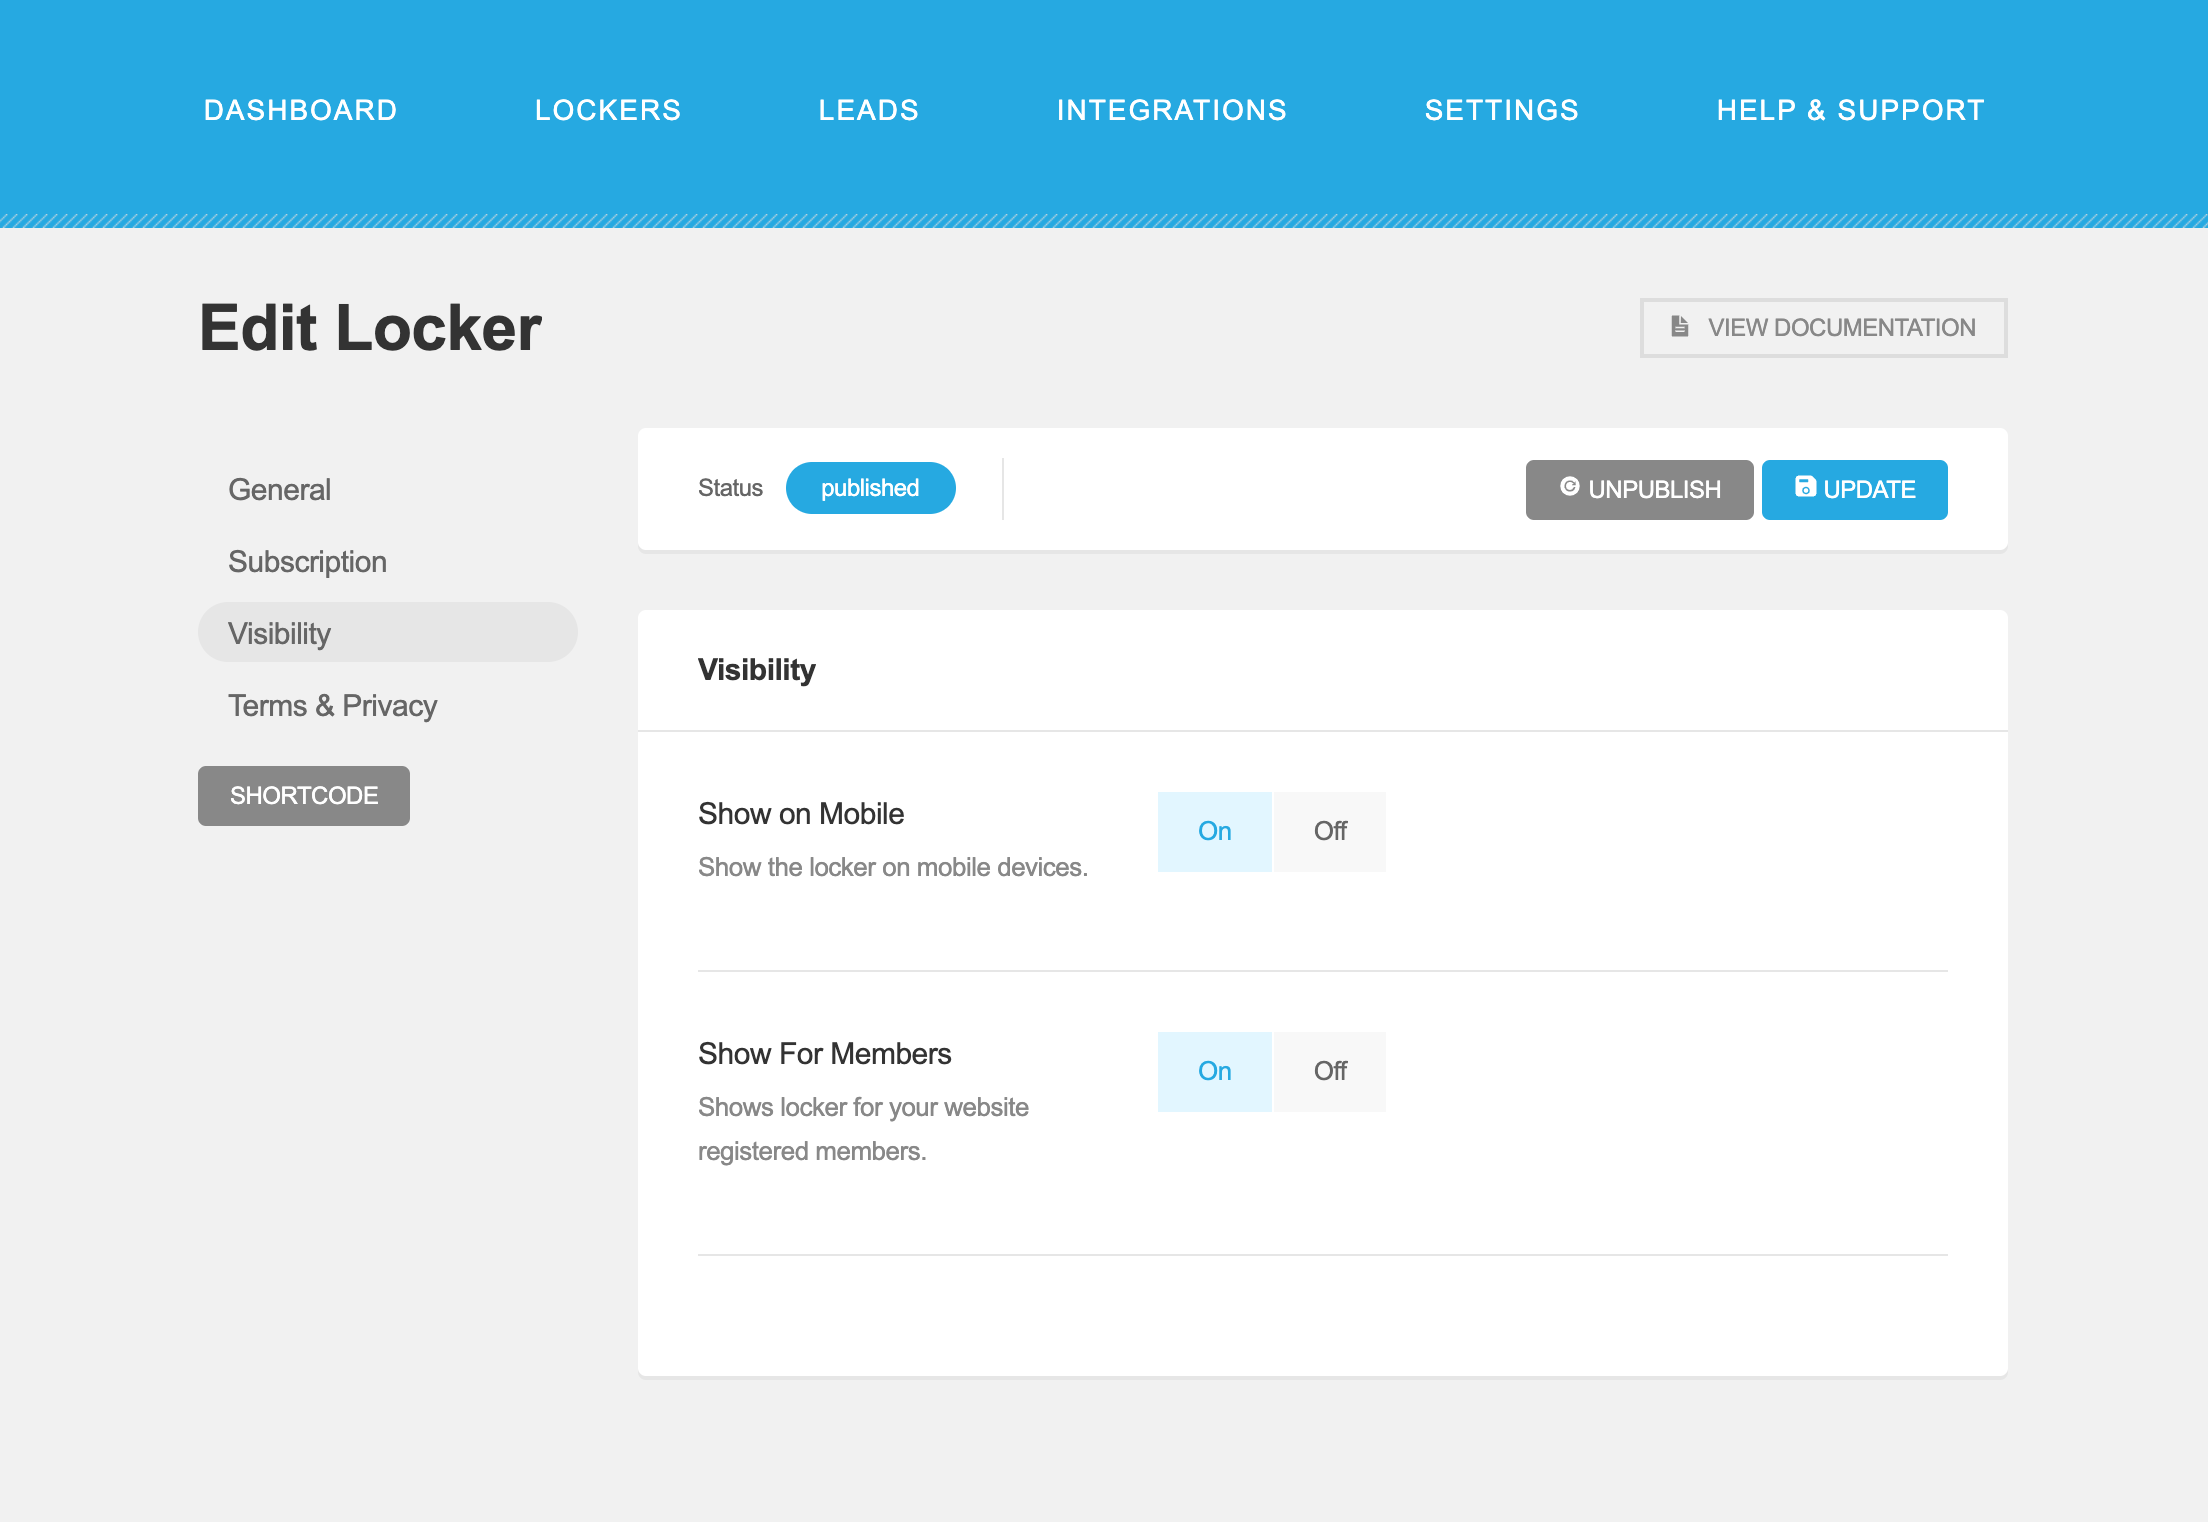 DASHBOARD
LOCKERS
LEADS
INTEGRATIONS
SETTINGS
HELP & SUPPORT
Edit Locker
VIEW DOCUMENTATION
General
Subscription
Visibility
Terms & Privacy
SHORTCODE
Status
published
UNPUBLISH
UPDATE
Visibility
Show on Mobile
Show the locker on mobile devices.
On
Off
Show For Members
Shows locker for your website
registered members.
On
Off